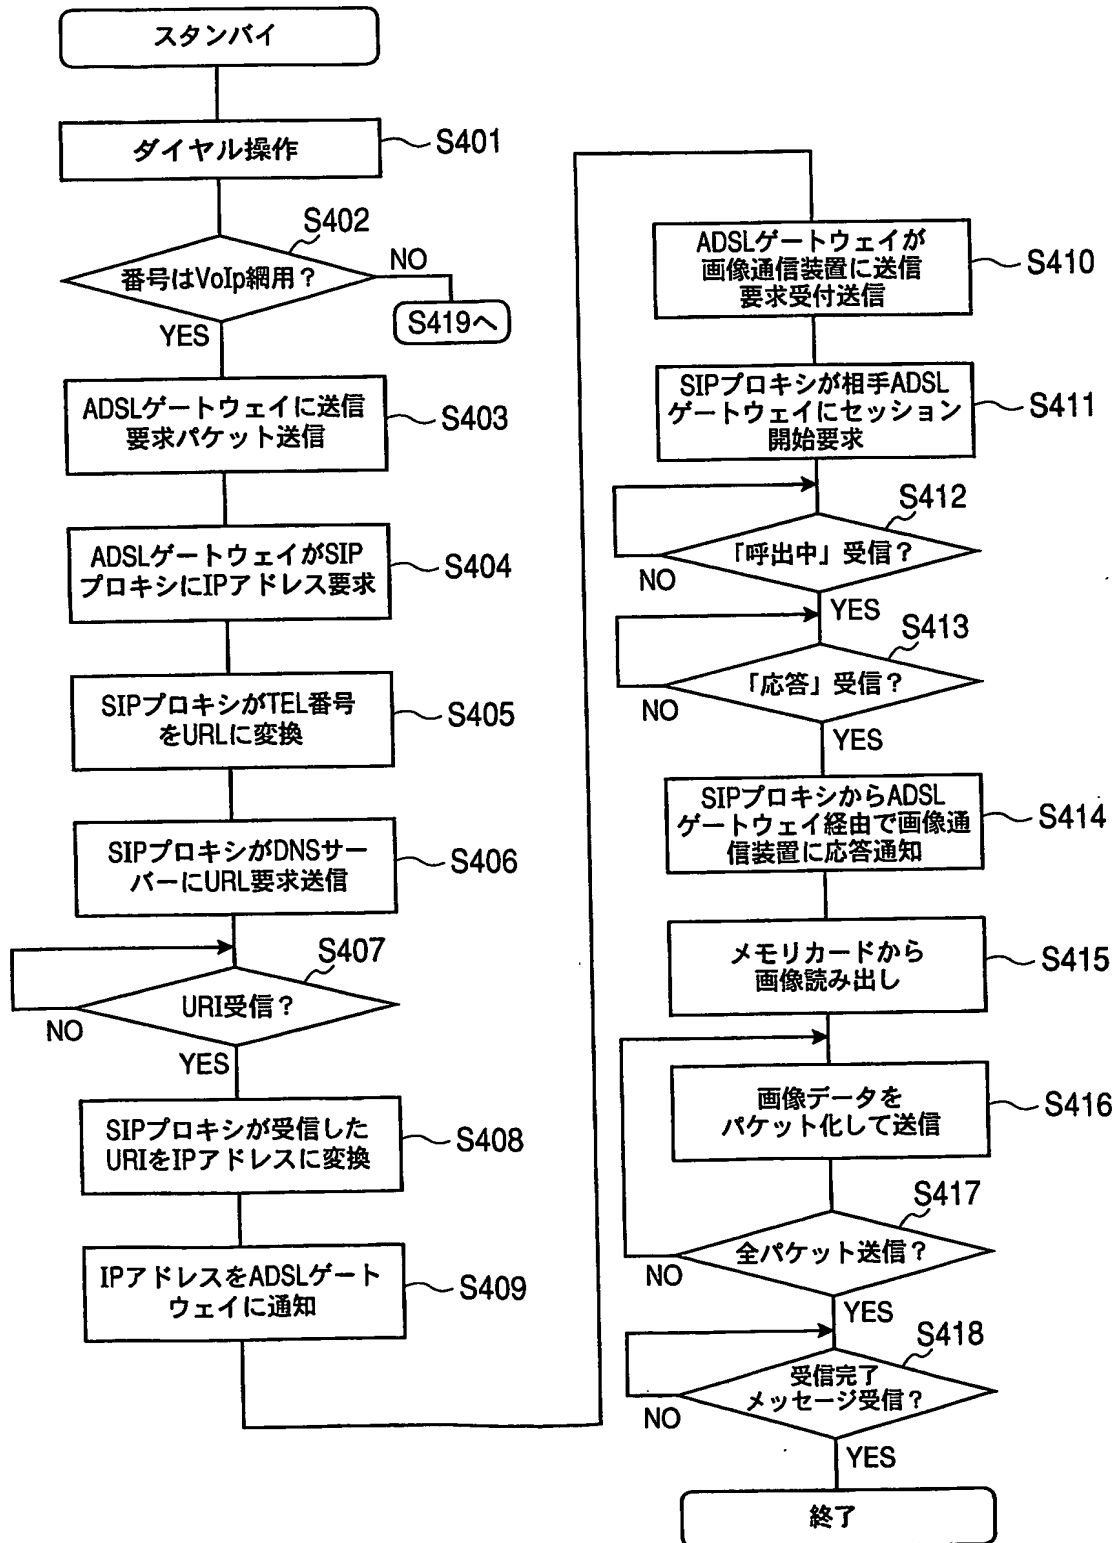 スタンバイ
ダイヤル操作
S401
S402
番号はVoIp綱用？
NO
S419へ
YES
ADSLゲートウェイに送信
要求パケット送信
S403
ADSLゲートウェイがSIP
プロキシにIPアドレス要求
S404
SIPプロキシがTEL番号
をURLに変換
S405
SIPプロキシがDNSサー
バーにURL要求送信
S406
S407
URI受信？
NO
YES
SIPプロキシが受信した
URIをIPアドレスに変換
S408
IPアドレスをADSLゲート
ウェイに通知
S409
ADSLゲートウェイが
画像通信装置に送信
要求受付送信
S410
SIPプロキシが相手ADSL
ゲートウェイにセッション
開始要求
S411
S412
「呼出中」受信？
NO
YES
S413
「応答」受信？
NO
YES
SIPプロキシからADSL
ゲートウェイ経由で画像通
信装置に応答通知
S414
メモリカードから
画像読み出し
S415
画像データを
パケット化して送信
S416
S417
全パケット送信？
NO
YES
S418
受信完了
メッセージ受信？
NO
YES
終了